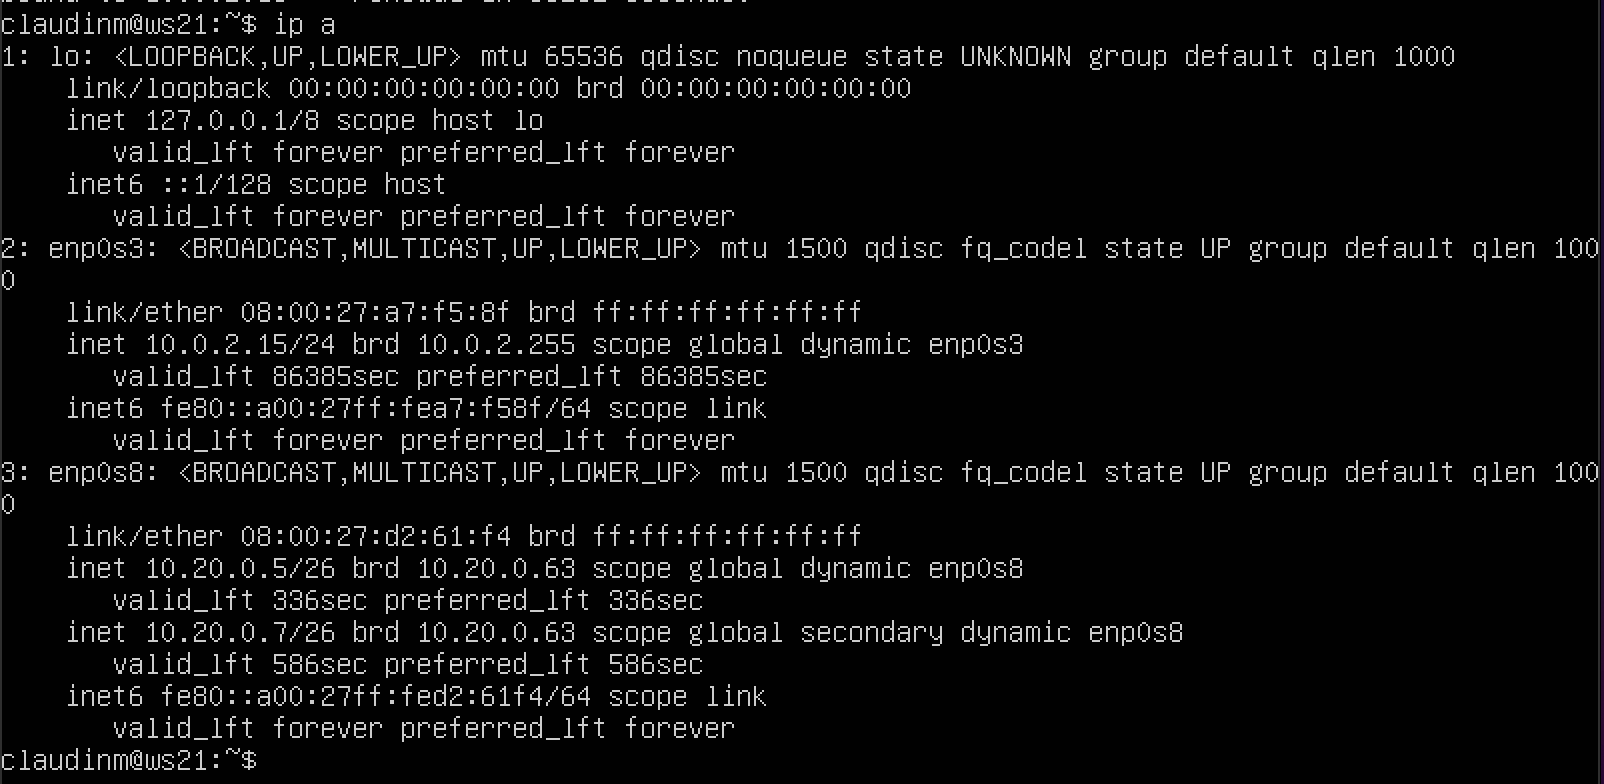 claudinm@ws21:~$ ip a
1: lo: <LOOPBACK,UP,LOWER_UP> mtu 65536 qdisc noqueue state UNKNOWN group default qlen 1000
    link/loopback 00:00:00:00:00:00 brd 00:00:00:00:00:00
    inet 127.0.0.1/8 scope host lo
       valid_lft forever preferred_lft forever
    inet6 ::1/128 scope host
       valid_lft forever preferred_lft forever
2: enp0s3: <BROADCAST,MULTICAST,UP,LOWER_UP> mtu 1500 qdisc fq_codel state UP group default qlen 100
0
    link/ether 08:00:27:a7:f5:8f brd ff:ff:ff:ff:ff:ff
    inet 10.0.2.15/24 brd 10.0.2.255 scope global dynamic enp0s3
       valid_lft 86385sec preferred_lft 86385sec
    inet6 fe80::a00:27ff:fea7:f58f/64 scope link
       valid_lft forever preferred_lft forever
3: enp0s8: <BROADCAST,MULTICAST,UP,LOWER_UP> mtu 1500 qdisc fq_codel state UP group default qlen 100
0
    link/ether 08:00:27:d2:61:f4 brd ff:ff:ff:ff:ff:ff
    inet 10.20.0.5/26 brd 10.20.0.63 scope global dynamic enp0s8
       valid_lft 336sec preferred_lft 336sec
    inet 10.20.0.7/26 brd 10.20.0.63 scope global secondary dynamic enp0s8
       valid_lft 586sec preferred_lft 586sec
    inet6 fe80::a00:27ff:fed2:61f4/64 scope link
       valid_lft forever preferred_lft forever
claudinm@ws21:~$